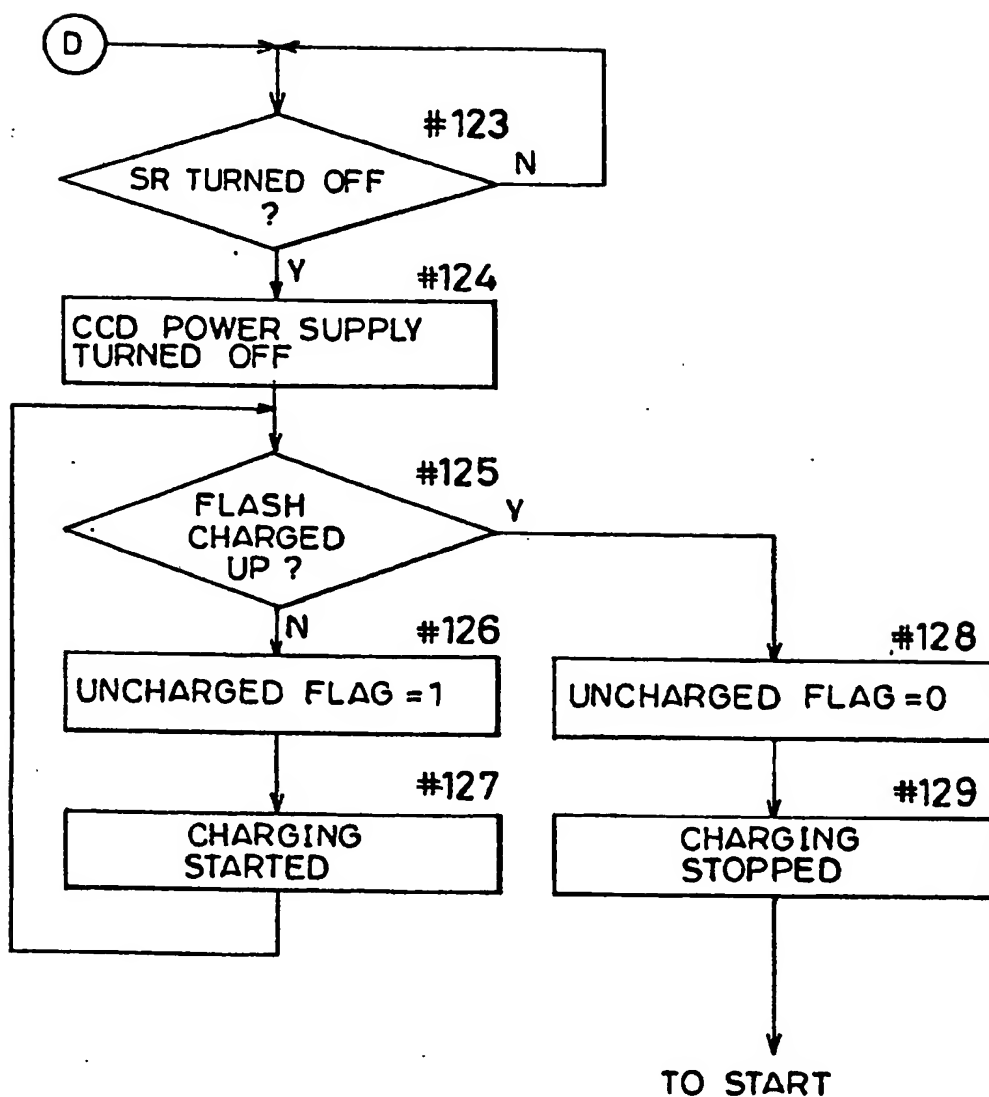 D
#123
SR TURNED OFF
?
N
Y
#124
CCD POWER SUPPLY
TURNED OFF
#125
FLASH
CHARGED
UP ?
Y
N
#126
UNCHARGED FLAG = 1
#128
UNCHARGED FLAG = 0
#127
CHARGING
STARTED
#129
CHARGING
STOPPED
TO START